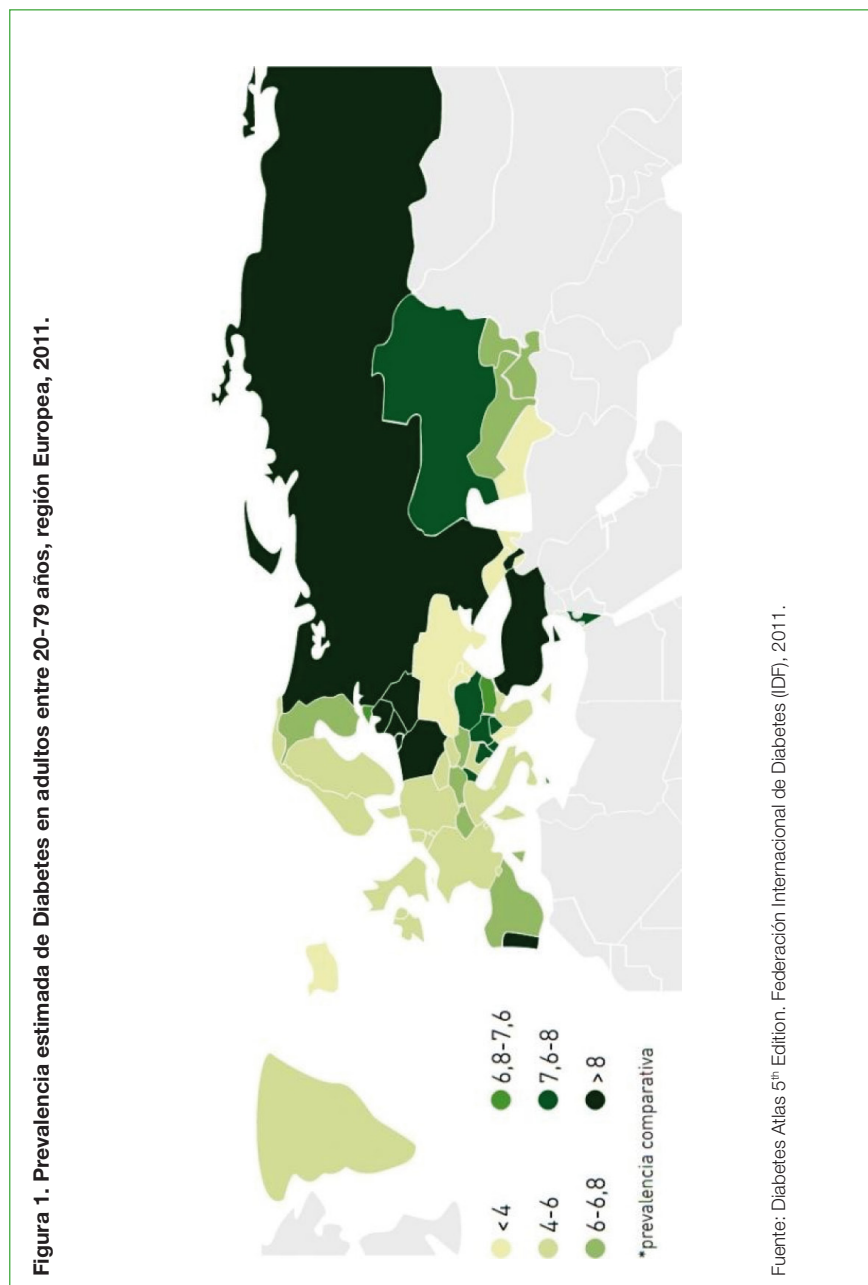 Figura 1. Prevalencia estimada de Diabetes en adultos entre 20-79 años, región Europea, 2011.
< 4
4-6
6-6,8
6,8-7,6
7,6-8
> 8
*prevalencia comparativa
Fuente: Diabetes Atlas 5th Edition. Federación Internacional de Diabetes (IDF), 2011.